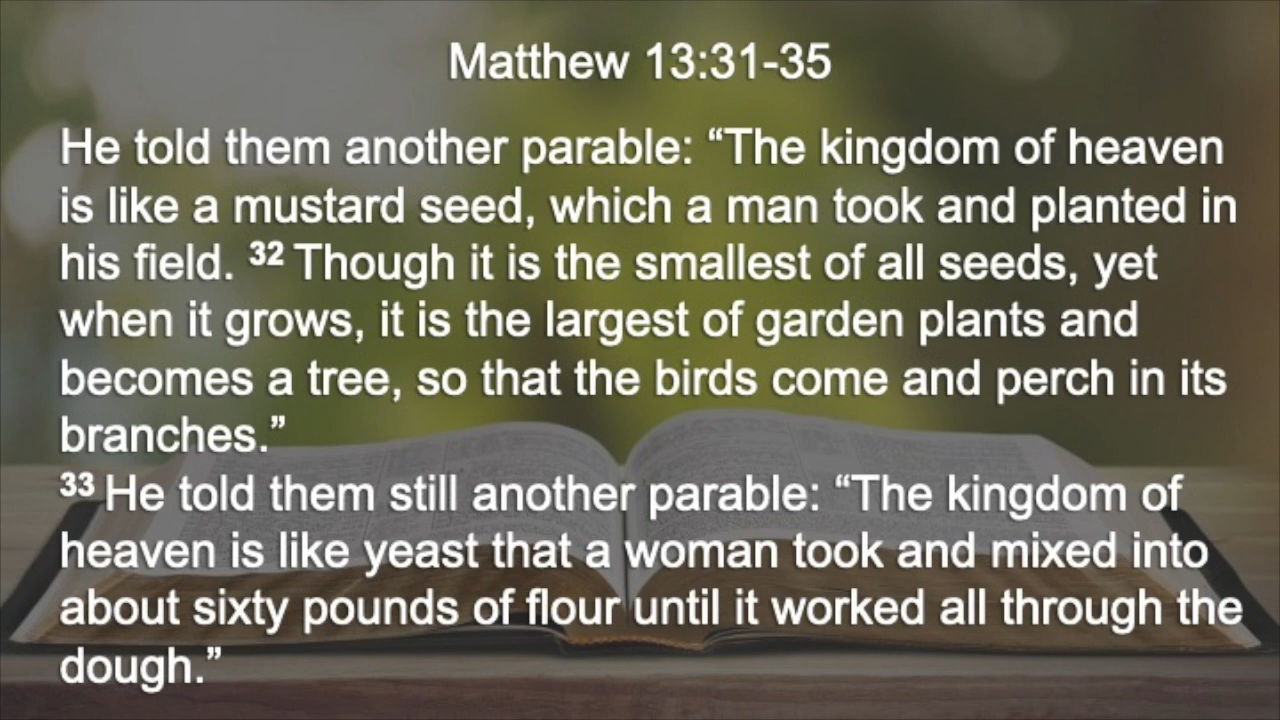 Matthew 13:31-35
He told them another parable: “The kingdom of heaven
is like a mustard seed, which a man took and planted in
his field. 32 Though it is the smallest of all seeds, yet
when it grows, it is the largest of garden plants and
becomes a tree, so that the birds come and perch in its
branches.”
33 He told them still another parable: “The kingdom of
heaven is like yeast that a woman took and mixed into
about sixty pounds of flour until it worked all through the
dough.”